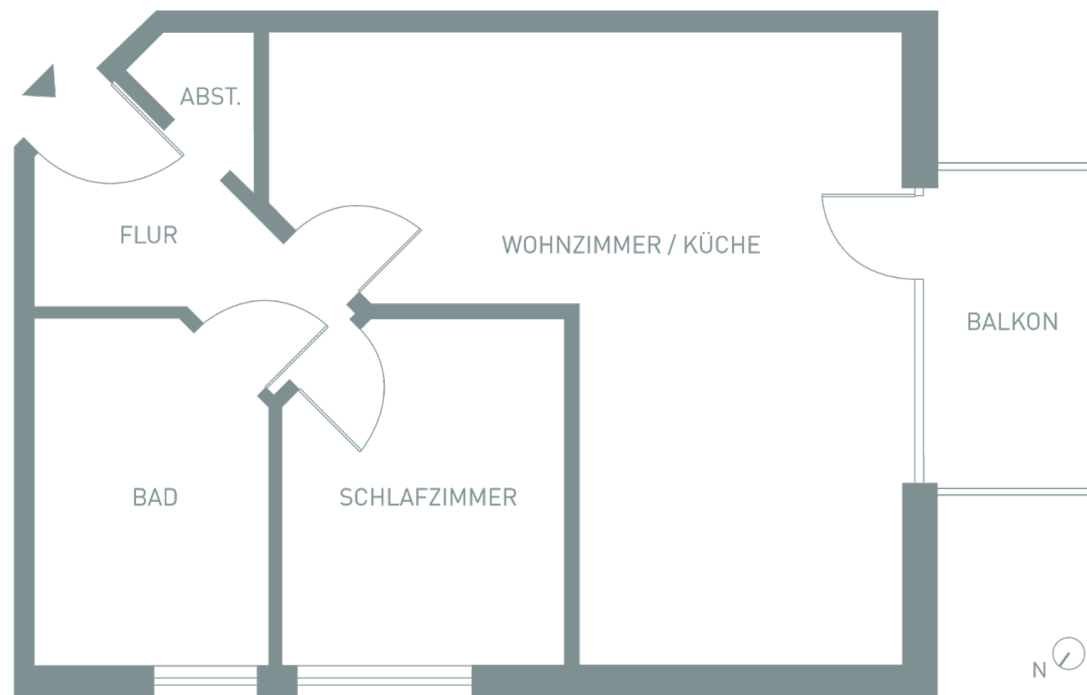 ABST.
FLUR
WOHNZIMMER / KÜCHE
BALKON
BAD
SCHLAFZIMMER
N